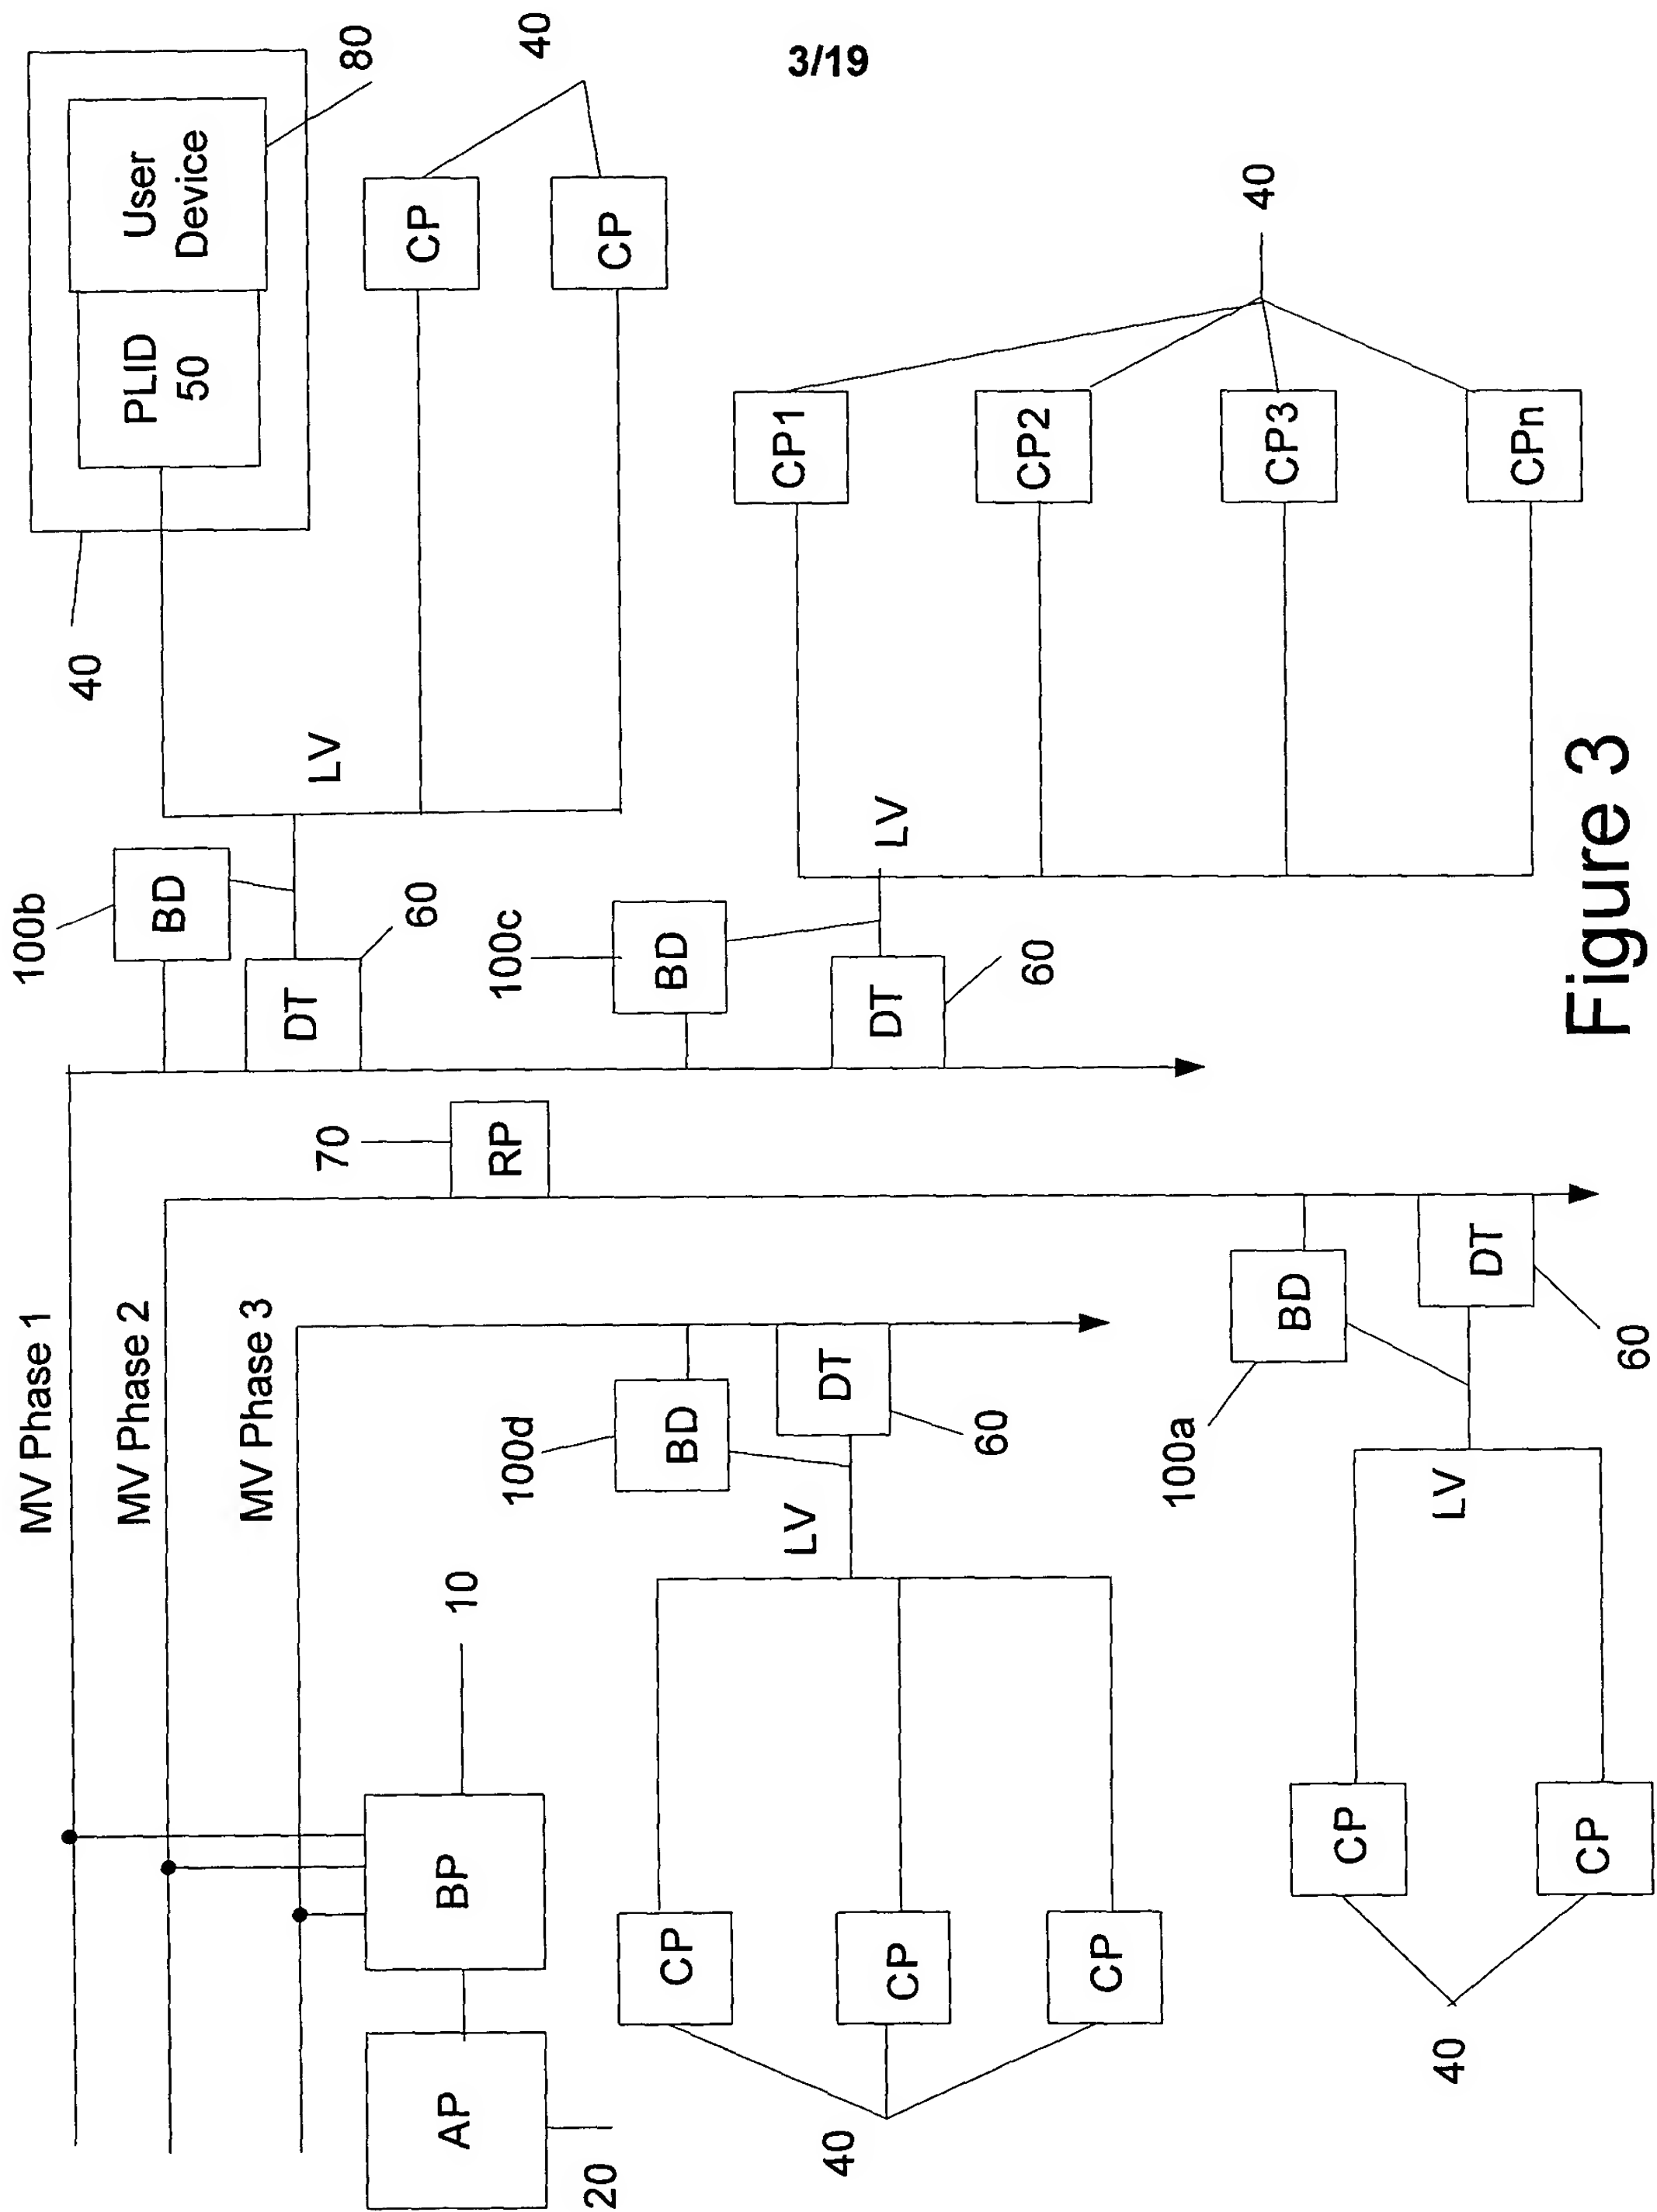 3/19
MV Phase 1
MV Phase 2
MV Phase 3
AP
20
BP
10
100b
BD
DT
60
LV
40
PLID
50
User
Device
80
CP
CP
40
70
RP
100c
BD
DT
60
LV
CP1
CP2
CP3
CPn
40
100d
BD
DT
60
LV
CP
CP
CP
40
100a
BD
DT
60
LV
CP
CP
40
Figure 3